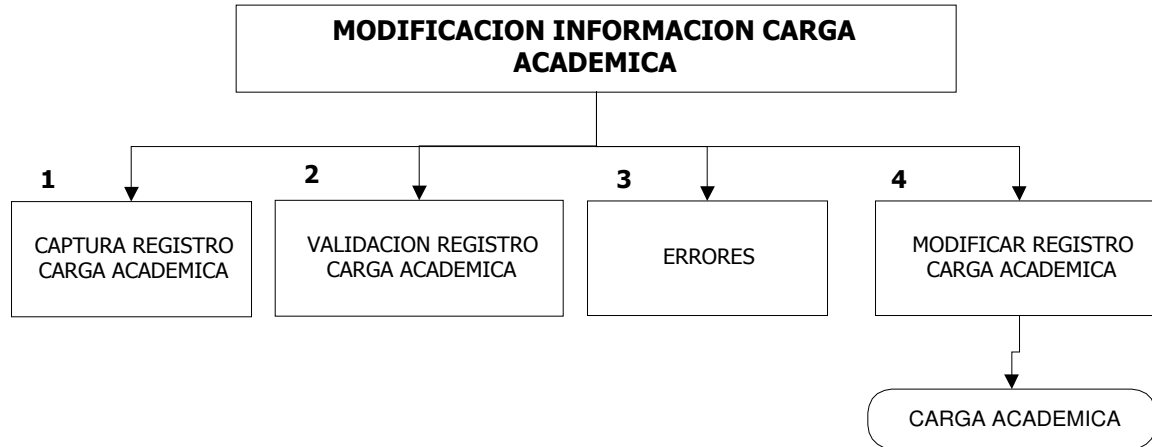 MODIFICACION INFORMACION CARGA
ACADEMICA
1
2
3
4
CAPTURA REGISTRO
CARGA ACADEMICA
VALIDACION REGISTRO
CARGA ACADEMICA
ERRORES
MODIFICAR REGISTRO
CARGA ACADEMICA
CARGA ACADEMICA